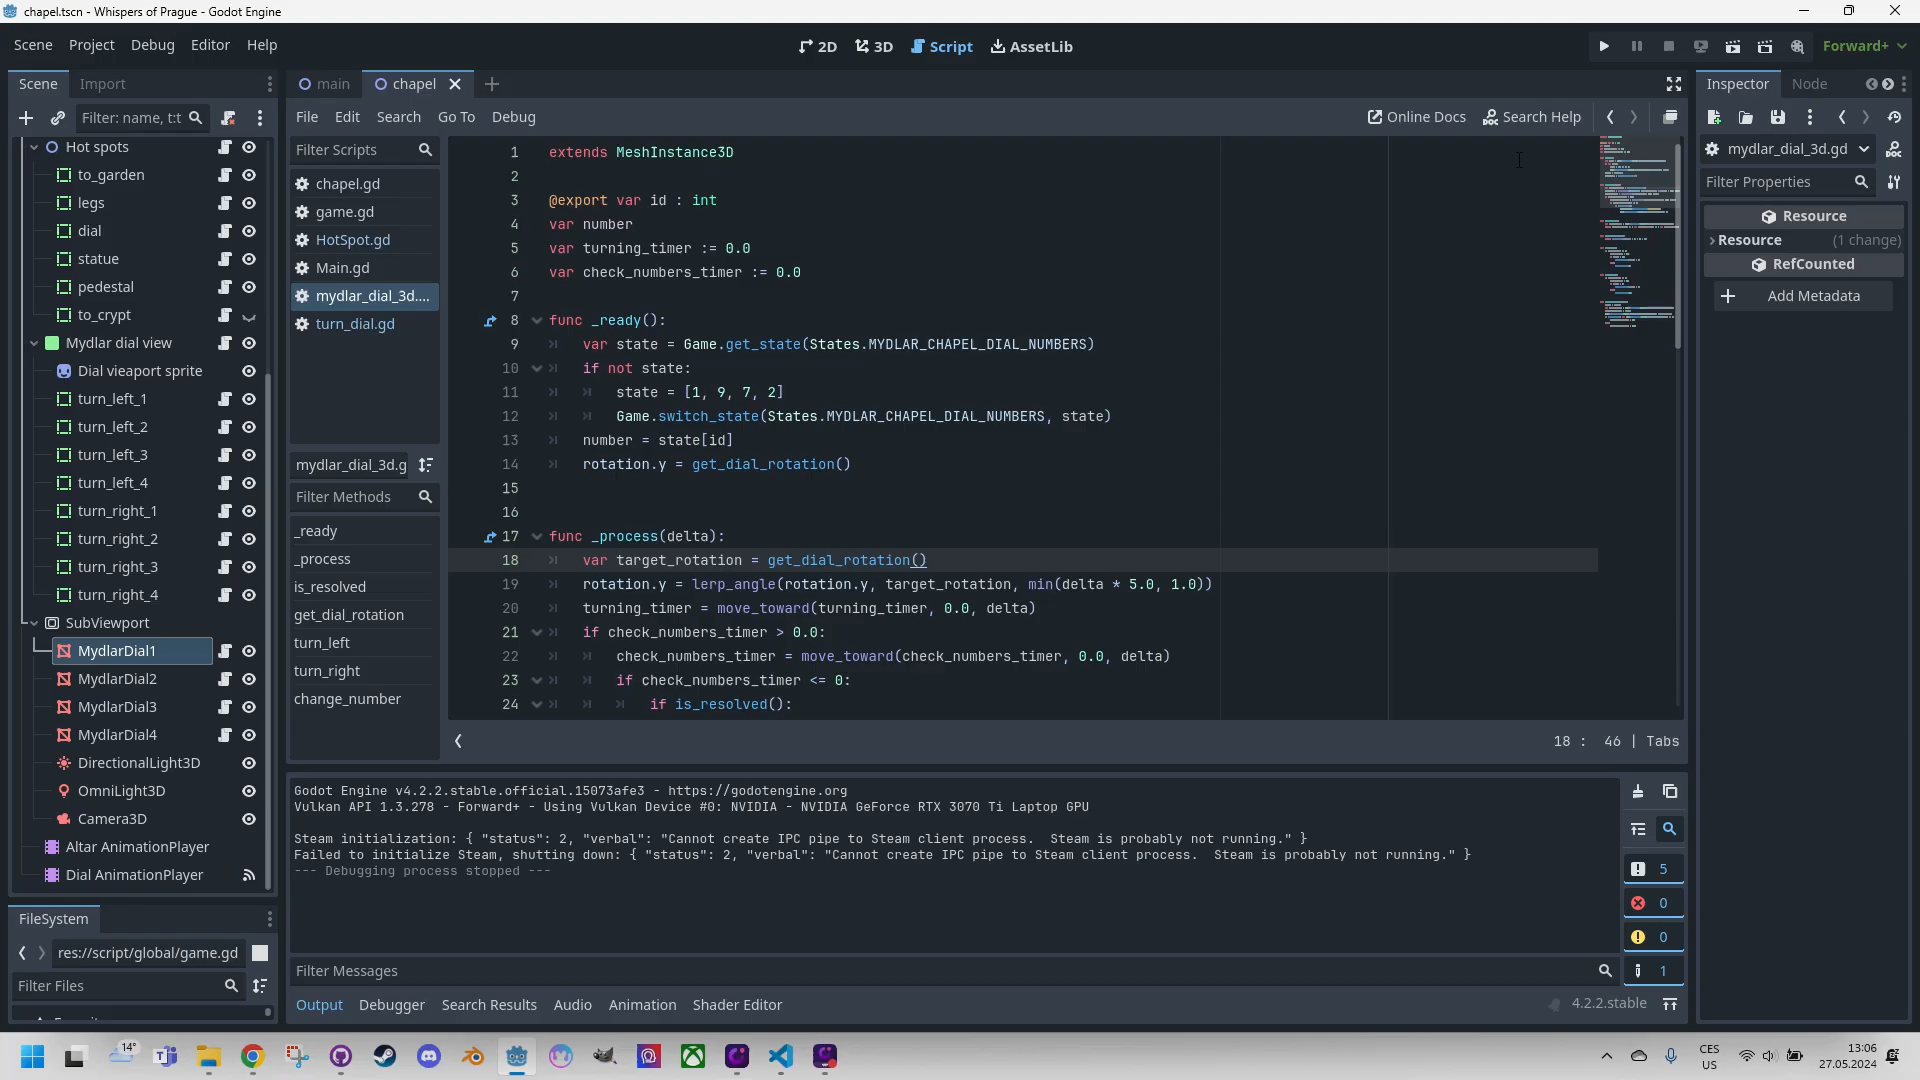 chapel.tscn - Whispers of Prague - Godot Engine
Scene Project Debug Editor Help
2D 3D Script AssetLib
Forward+
Scene Import
Filter: name, t:t
Hot spots
to_garden
legs
dial
statue
pedestal
to_crypt
Mydlar dial view
Dial vieaport sprite
turn_left_1
turn_left_2
turn_left_3
turn_left_4
turn_right_1
turn_right_2
turn_right_3
turn_right_4
SubViewport
MydlarDial1
MydlarDial2
MydlarDial3
MydlarDial4
DirectionalLight3D
OmniLight3D
Camera3D
Altar AnimationPlayer
Dial AnimationPlayer
FileSystem
res://script/global/game.gd
Filter Files
main chapel
File Edit Search Go To Debug
Online Docs Search Help
Filter Scripts
chapel.gd
game.gd
HotSpot.gd
Main.gd
mydlar_dial_3d....
turn_dial.gd
mydlar_dial_3d.g
Filter Methods
_ready
_process
is_resolved
get_dial_rotation
turn_left
turn_right
change_number
1 extends MeshInstance3D
2
3 @export var id : int
4 var number
5 var turning_timer := 0.0
6 var check_numbers_timer := 0.0
7
8 func _ready():
9 var state = Game.get_state(States.MYDLAR_CHAPEL_DIAL_NUMBERS)
10 if not state:
11 state = [1, 9, 7, 2]
12 Game.switch_state(States.MYDLAR_CHAPEL_DIAL_NUMBERS, state)
13 number = state[id]
14 rotation.y = get_dial_rotation()
15
16
17 func _process(delta):
18 var target_rotation = get_dial_rotation()
19 rotation.y = lerp_angle(rotation.y, target_rotation, min(delta * 5.0, 1.0))
20 turning_timer = move_toward(turning_timer, 0.0, delta)
21 if check_numbers_timer > 0.0:
22 check_numbers_timer = move_toward(check_numbers_timer, 0.0, delta)
23 if check_numbers_timer <= 0:
24 if is_resolved():
18 : 46 | Tabs
Godot Engine v4.2.2.stable.official.15073afe3 - https://godotengine.org
Vulkan API 1.3.278 - Forward+ - Using Vulkan Device #0: NVIDIA - NVIDIA GeForce RTX 3070 Ti Laptop GPU
Steam initialization: { "status": 2, "verbal": "Cannot create IPC pipe to Steam client process.  Steam is probably not running." }
Failed to initialize Steam, shutting down: { "status": 2, "verbal": "Cannot create IPC pipe to Steam client process.  Steam is probably not running." }
--- Debugging process stopped ---
5
0
0
1
Filter Messages
Output Debugger Search Results Audio Animation Shader Editor
4.2.2.stable
Inspector Node
mydlar_dial_3d.gd
Filter Properties
Resource
Resource (1 change)
RefCounted
Add Metadata
14°
CES
US
13:06
27.05.2024